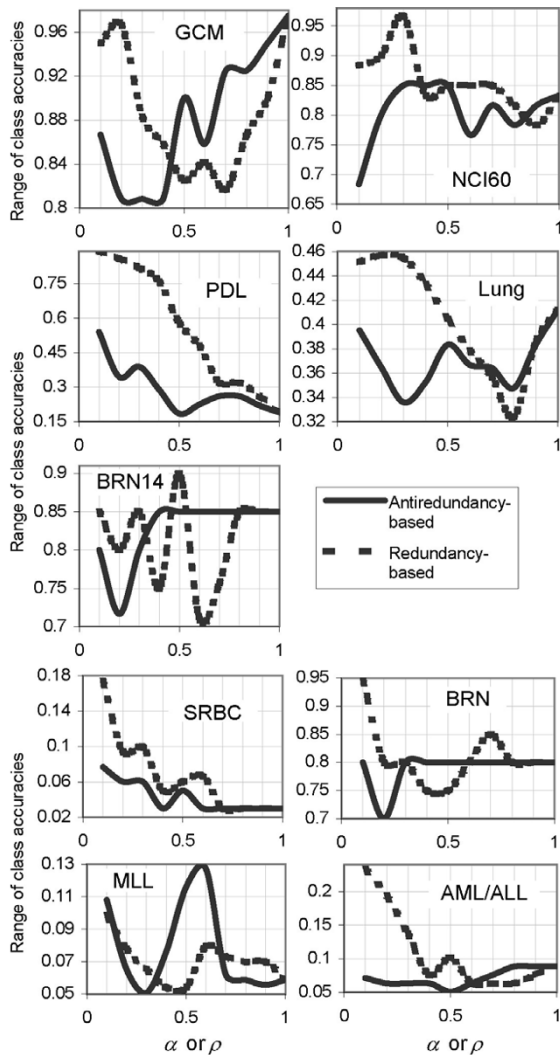 Range of class accuracies
GCM
0.96
0.92
0.88
0.84
0.8
0 0.5 1
NCI60
0.95
0.9
0.85
0.8
0.75
0.7
0.65
0 0.5 1
Range of class accuracies
PDL
0.75
0.6
0.45
0.3
0.15
0 0.5 1
Lung
0.46
0.44
0.4
0.36
0.32
0 0.5 1
Range of class accuracies
BRN14
0.9
0.85
0.8
0.75
0.7
0 0.5 1
Antiredundancy-
based
Redundancy-
based
Range of class accuracies
SRBC
0.18
0.14
0.1
0.06
0.02
0 0.5 1
BRN
0.95
0.9
0.85
0.8
0.75
0.7
0 0.5 1
Range of class accuracies
MLL
0.13
0.11
0.09
0.07
0.05
0 0.5 1
α or ρ
AML/ALL
0.2
0.15
0.1
0.05
0 0.5 1
α or ρ